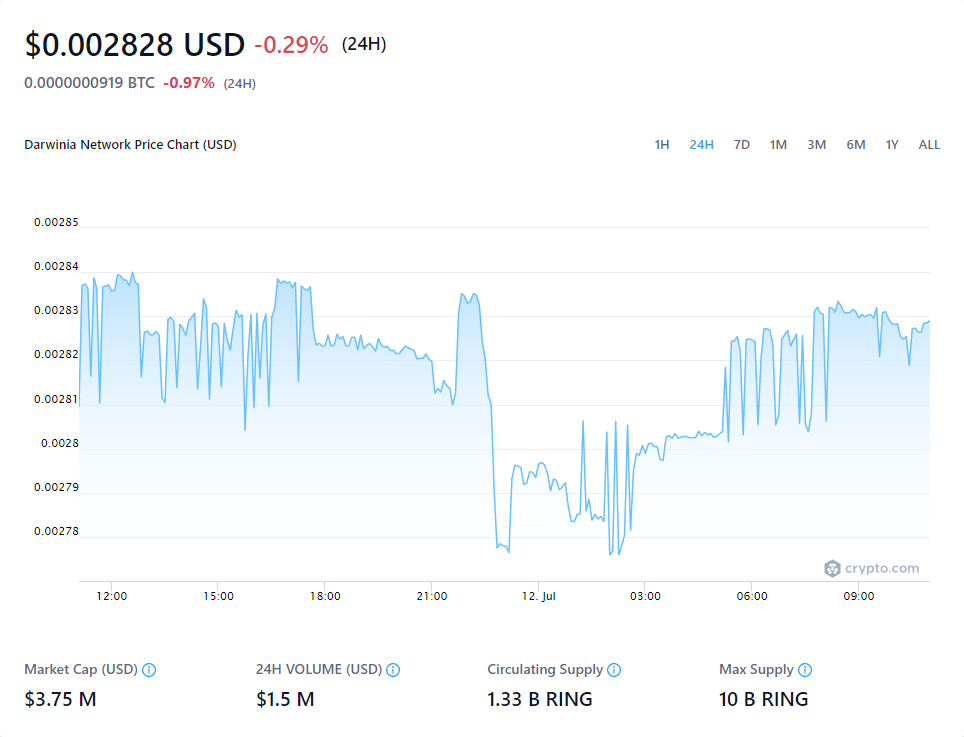 $0.002828 USD -0.29% (24H)
0.0000000919 BTC -0.97% (24H)
Darwinia Network Price Chart (USD)
1H 24H 7D 1M 3M 6M 1Y ALL
0.00285
0.00284
0.00283
0.00282
0.00281
0.0028
0.00279
0.00278
crypto.com
12:00 15:00 18:00 21:00 12. Jul 03:00 06:00 09:00
Market Cap (USD) 24H VOLUME (USD) Circulating Supply Max Supply
$3.75 M $1.5 M 1.33 B RING 10 B RING